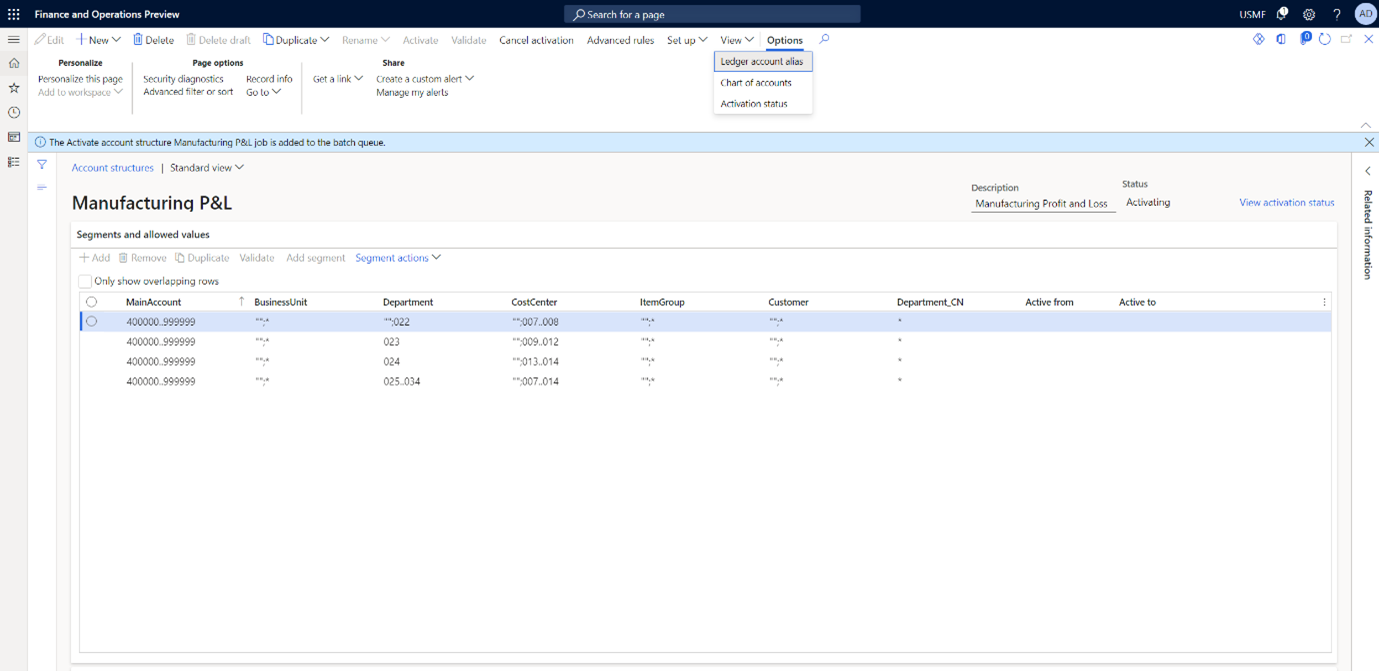 Finance and Operations Preview
Search for a page
USMF
1
?
AD
Edit New Delete Delete draft Duplicate Rename Activate Validate Cancel activation Advanced rules Set up View Options
0
Personalize
Personalize this page
Add to workspace
Page options
Security diagnostics Record info
Advanced filter or sort Go to
Get a link
Share
Create a custom alert
Manage my alerts
Ledger account alias
Chart of accounts
Activation status
The Activate account structure Manufacturing P&L job is added to the batch queue.
Account structures | Standard view
Manufacturing P&L
Description
Manufacturing Profit and Loss
Status
Activating
View activation status
Related information
Segments and allowed values
Add Remove Duplicate Validate Add segment Segment actions
Only show overlapping rows
MainAccount BusinessUnit Department CostCenter ItemGroup Customer Department_CN Active from Active to
400000..999999 "";* "";022 "";007..008 "";* "";* *
400000..999999 "";* 023 "";009..012 "";* "";* *
400000..999999 "";* 024 "";013..014 "";* "";* *
400000..999999 "";* 025..034 "";007..014 "";* "";* *